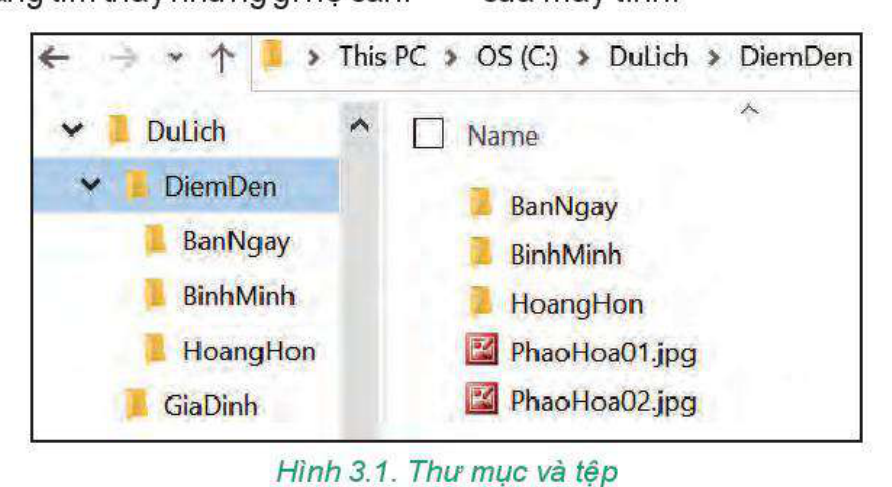 This PC > OS (C:) > DuLich > DiemDen
DuLich
DiemDen
BanNgay
BinhMinh
HoangHon
GiaDinh
Name
BanNgay
BinhMinh
HoangHon
PhaoHoa01.jpg
PhaoHoa02.jpg
Hình 3.1. Thư mục và tệp